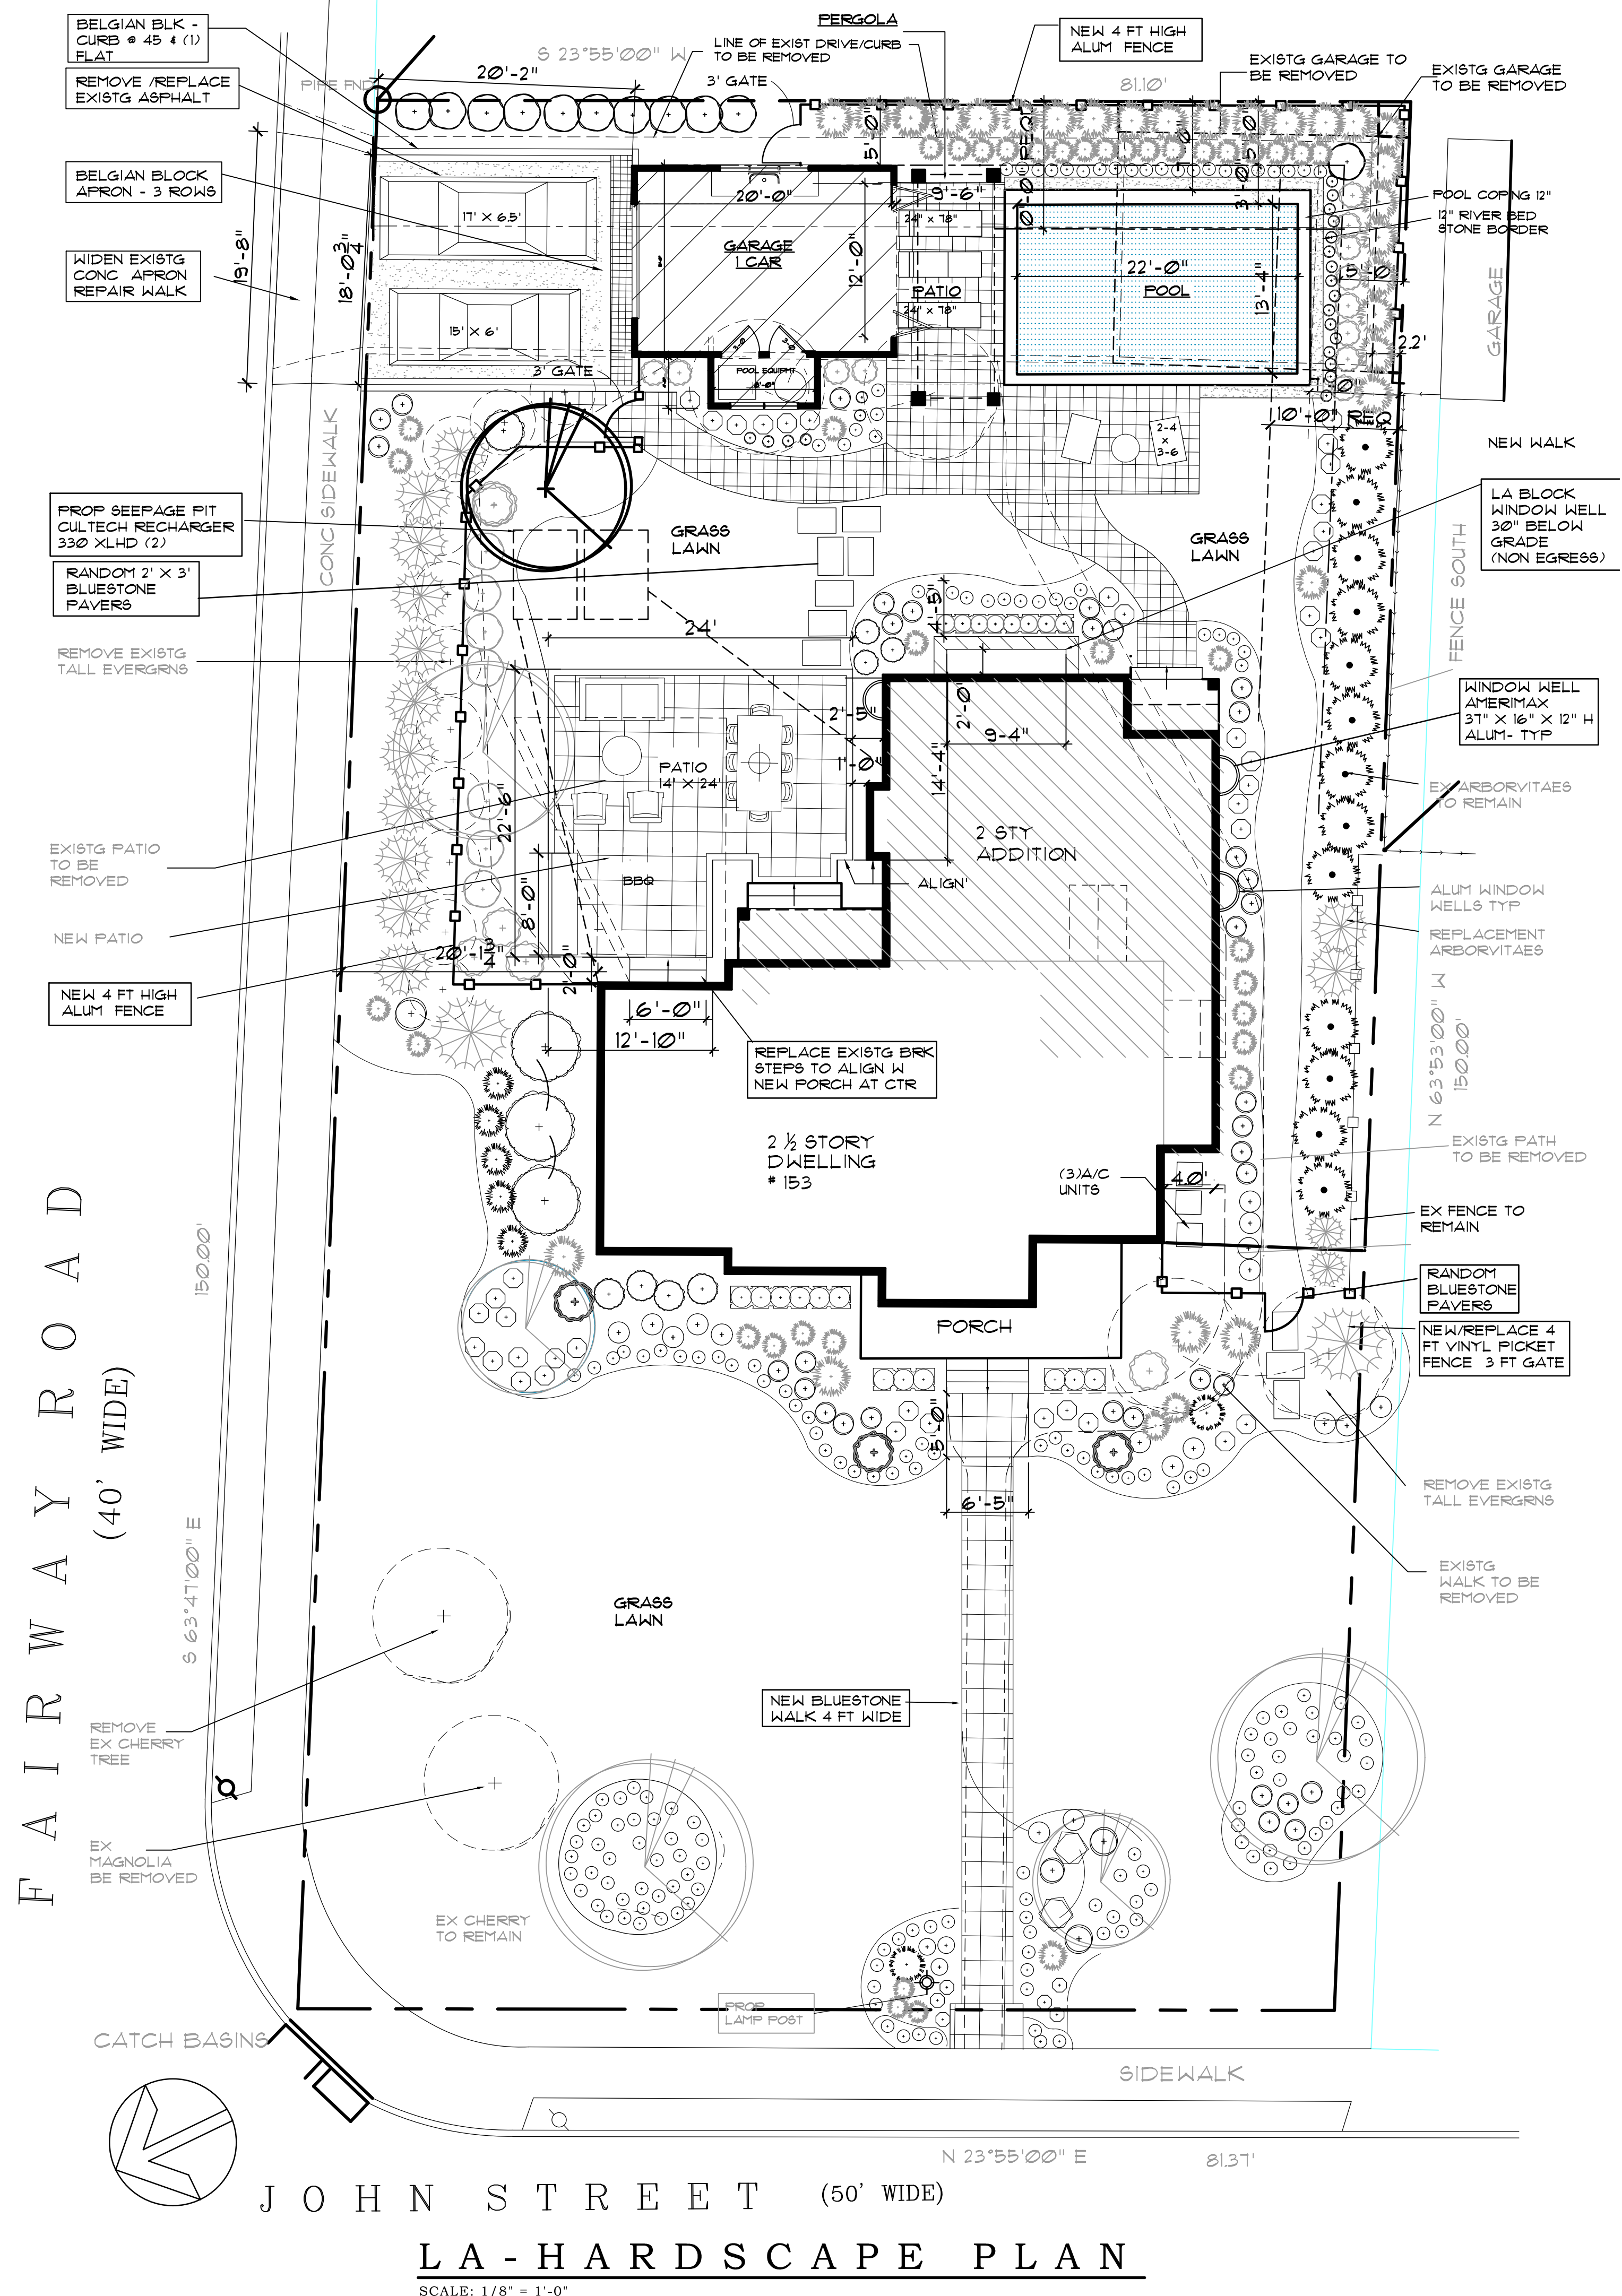 BELGIAN BLK -
CURB @ 45 & (1)
FLAT
REMOVE /REPLACE
EXISTG ASPHALT
BELGIAN BLOCK
APRON - 3 ROWS
WIDEN EXISTG
CONC APRON
REPAIR WALK
PIPE FND
20'-2"
S 23°55'00" W
PERGOLA
LINE OF EXIST DRIVE/CURB
TO BE REMOVED
3' GATE
NEW 4 FT HIGH
ALUM FENCE
81.10'
EXISTG GARAGE TO
BE REMOVED
EXISTG GARAGE
TO BE REMOVED
19'-8"
18'-0 3/4"
17' X 6.5'
15' X 6'
20'-0"
GARAGE
1 CAR
12'-0"
5'-0"
9'-6"
24" x 78"
PATIO
24" x 78"
22'-0"
POOL
13'-4"
3'-0"
5'-0"
POOL COPING 12"
12" RIVER BED
STONE BORDER
5'-10
2.2'
GARAGE
3' GATE
POOL EQUIPMT
10'-0" REQ
2-4
x
3-6
NEW WALK
CONC SIDEWALK
PROP SEEPAGE PIT
CULTECH RECHARGER
330 XLHD (2)
RANDOM 2' X 3'
BLUESTONE
PAVERS
GRASS
LAWN
GRASS
LAWN
LA BLOCK
WINDOW WELL
30" BELOW
GRADE
(NON EGRESS)
FENCE SOUTH
REMOVE EXISTG
TALL EVERGRNS
24'
4'-5"
2'-5"
1'-0"
2'-0"
9-4"
14'-4"
WINDOW WELL
AMERIMAX
37" X 16" X 12" H
ALUM- TYP
PATIO
14' X 24'
22'-6"
EX ARBORVITAES
TO REMAIN
EXISTG PATIO
TO BE
REMOVED
2 STY
ADDITION
BBQ
ALIGN'
8'-0"
ALUM WINDOW
WELLS TYP
REPLACEMENT
ARBORVITAES
NEW PATIO
20'-1 3/4"
2'-0"
NEW 4 FT HIGH
ALUM FENCE
6'-0"
12'-10"
REPLACE EXISTG BRK
STEPS TO ALIGN W
NEW PORCH AT CTR
N 63°53'00" W
150.00'
2 ½ STORY
DWELLING
# 153
(3)A/C
UNITS
4.0'
EXISTG PATH
TO BE REMOVED
EX FENCE TO
REMAIN
RANDOM
BLUESTONE
PAVERS
NEW/REPLACE 4
FT VINYL PICKET
FENCE 3 FT GATE
150.00'
PORCH
5'-0"
6'-5"
REMOVE EXISTG
TALL EVERGRNS
EXISTG
WALK TO BE
REMOVED
FAIRWAY ROAD
(40' WIDE)
S 63°47'00" E
GRASS
LAWN
NEW BLUESTONE
WALK 4 FT WIDE
REMOVE
EX CHERRY
TREE
EX
MAGNOLIA
BE REMOVED
EX CHERRY
TO REMAIN
PROP
LAMP POST
CATCH BASINS
SIDEWALK
N 23°55'00" E
81.37'
JOHN STREET (50' WIDE)
LA-HARDSCAPE PLAN
SCALE: 1/8" = 1'-0"